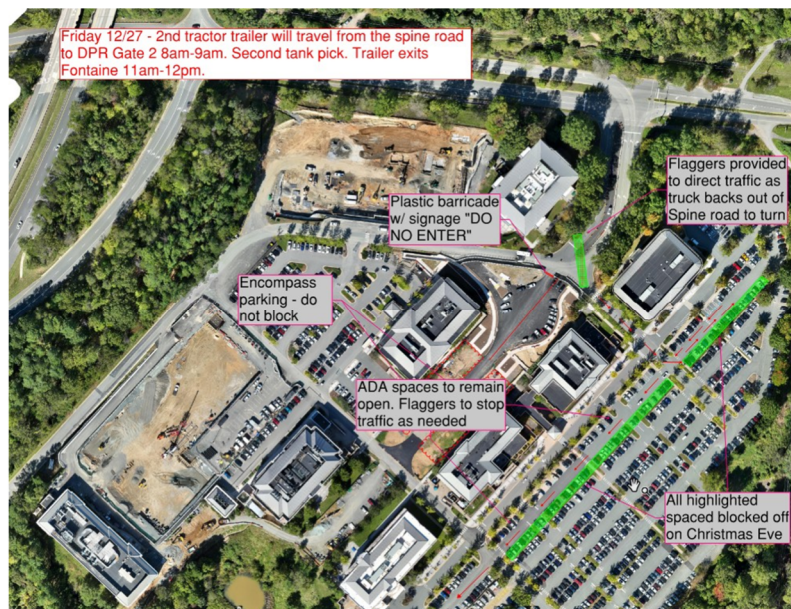 Friday 12/27 - 2nd tractor trailer will travel from the spine road
to DPR Gate 2 8am-9am. Second tank pick. Trailer exits
Fontaine 11am-12pm.
Flaggers provided
to direct traffic as
truck backs out of
Spine road to turn
Plastic barricade
w/ signage "DO
NO ENTER"
Encompass
parking - do
not block
ADA spaces to remain
open. Flaggers to stop
traffic as needed
All highlighted
spaced blocked off
on Christmas Eve